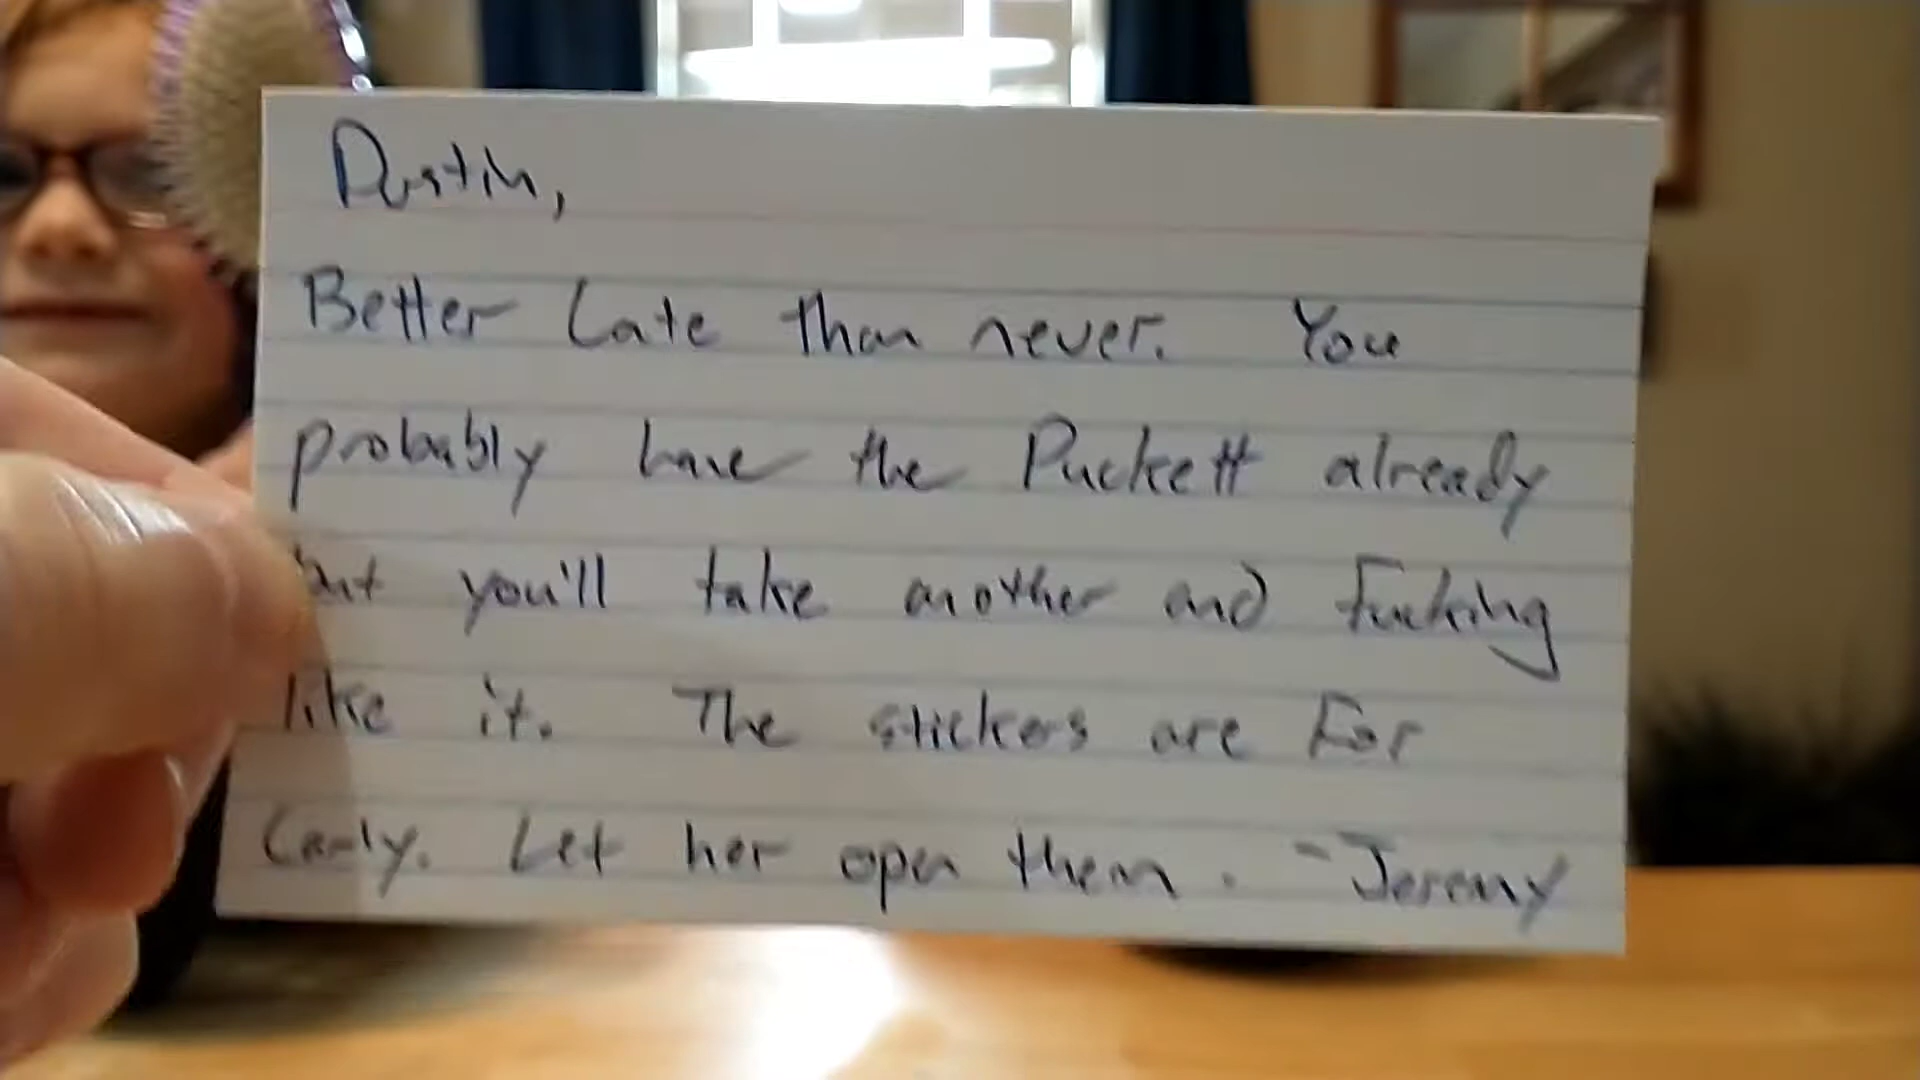 Dustin,
Better Late Than never. You
probably have the Puckett already
but you'll take another and Fucking
like it. The stickers are For
Carly. Let her open them. -Jeremy